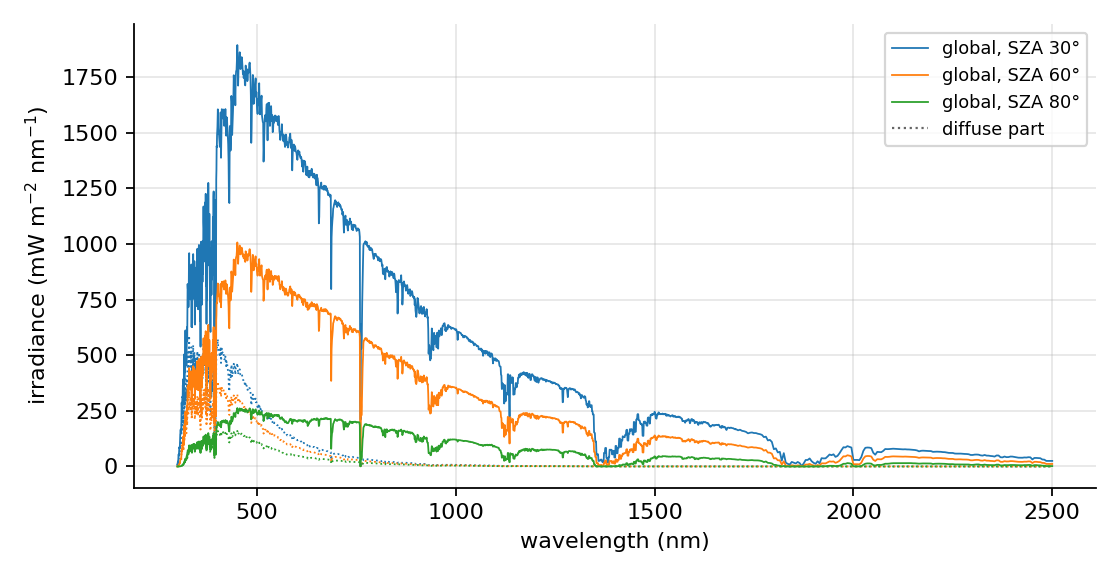 irradiance (mW m⁻² nm⁻¹)
1750
1500
1250
1000
750
500
250
0
global, SZA 30°
global, SZA 60°
global, SZA 80°
diffuse part
500 1000 1500 2000 2500
wavelength (nm)